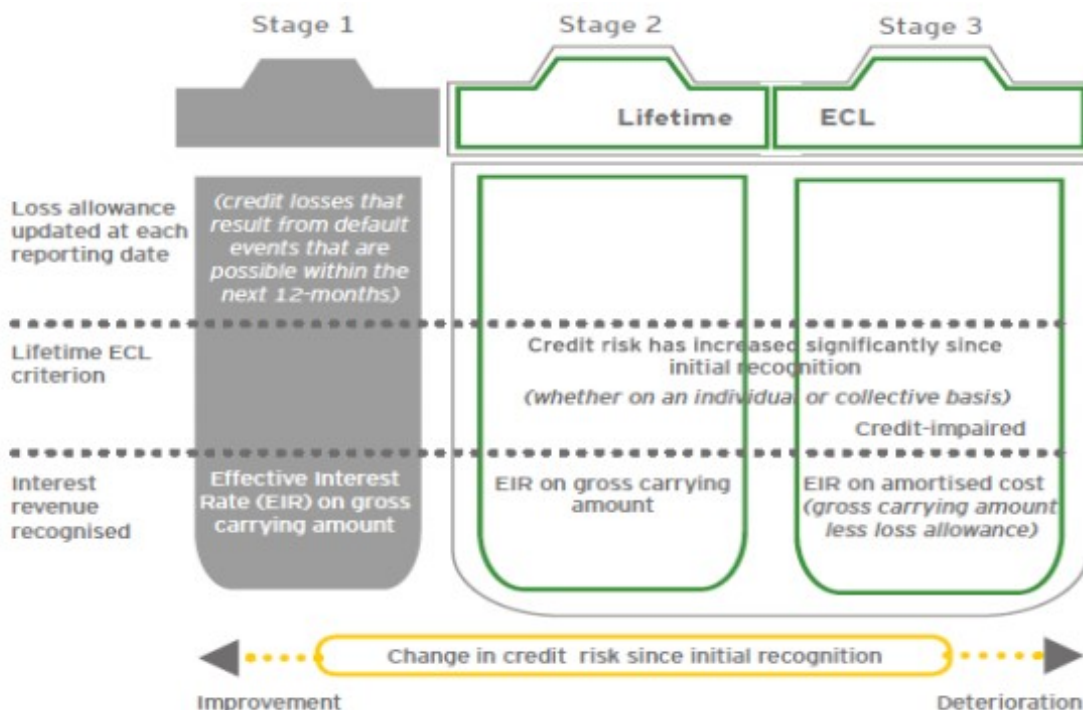 Stage 1
Stage 2
Stage 3
Lifetime
ECL
Loss allowance
updated at each
reporting date
(credit losses that
result from default
events that are
possible within the
next 12-months)
Lifetime ECL
criterion
Credit risk has increased significantly since
initial recognition
(whether on an individual or collective basis)
Credit-impaired
Interest
revenue
recognised
Effective Interest
Rate (EIR) on gross
carrying amount
EIR on gross carrying
amount
EIR on amortised cost
(gross carrying amount
less loss allowance)
Change in credit risk since initial recognition
Improvement
Deterioration